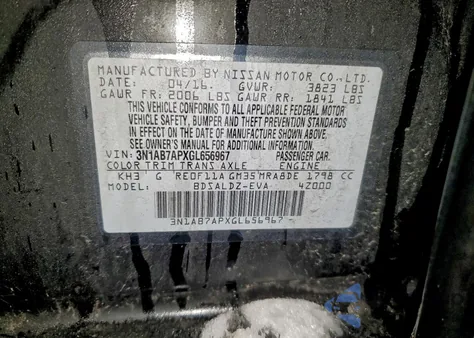 MANUFACTURED BY NISSAN MOTOR CO., LTD.
DATE: 04/16. GVWR: 3823 LBS
GAWR FR: 2006 LBS GAWR RR: 1841 LBS
THIS VEHICLE CONFORMS TO ALL APPLICABLE FEDERAL MOTOR
VEHICLE SAFETY, BUMPER, AND THEFT PREVENTION STANDARDS
IN EFFECT ON THE DATE OF MANUFACTURE SHOWN ABOVE.
SEE OWNER'S MANUAL FOR ADDITIONAL INFORMATION.
VIN: 3N1AB7APXGL656967 PASSENGER CAR.
COLOR TRIM TRANS AXLE ENGINE
KH3 G RE0F11A GM35 MRA8DE 1798 CC
MODEL: BDSALDZ-EVA 4Z000
3N1AB7APXGL656967